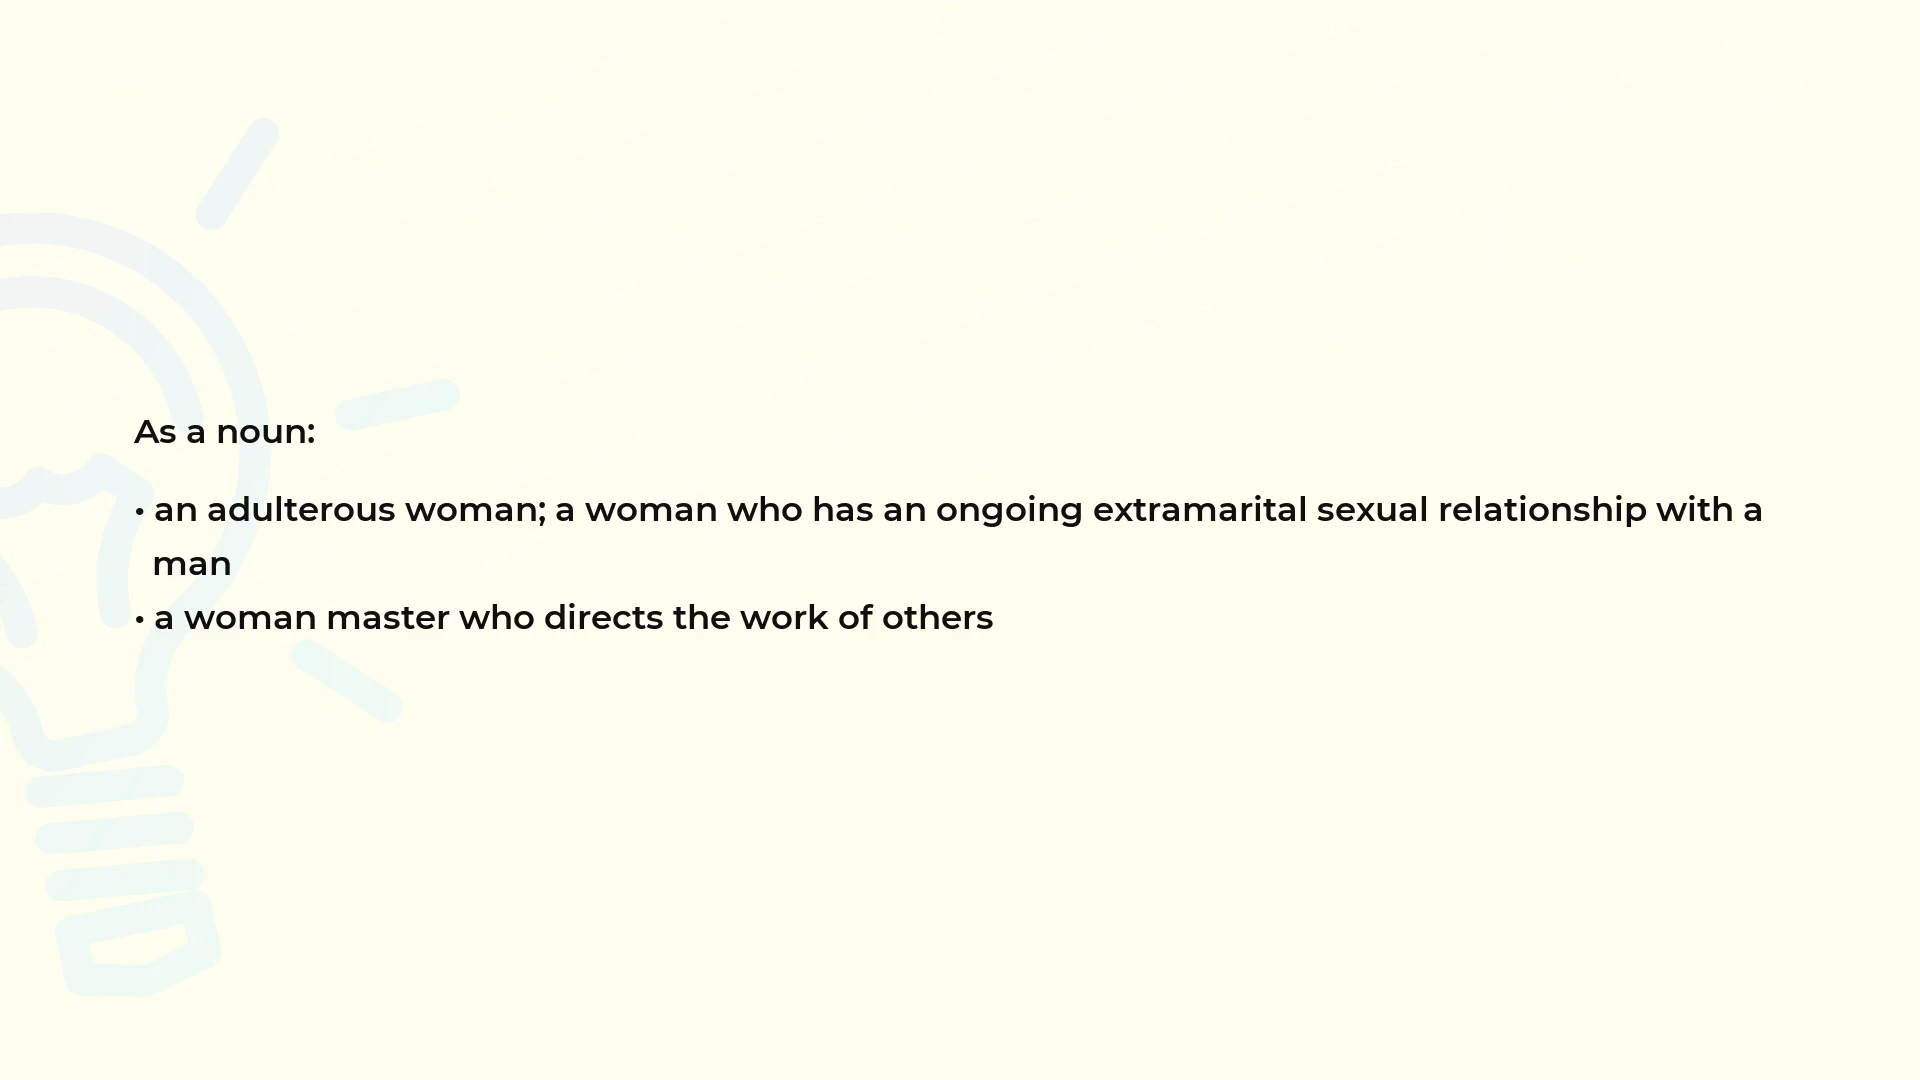 As a noun:
• an adulterous woman; a woman who has an ongoing extramarital sexual relationship with a
man
• a woman master who directs the work of others